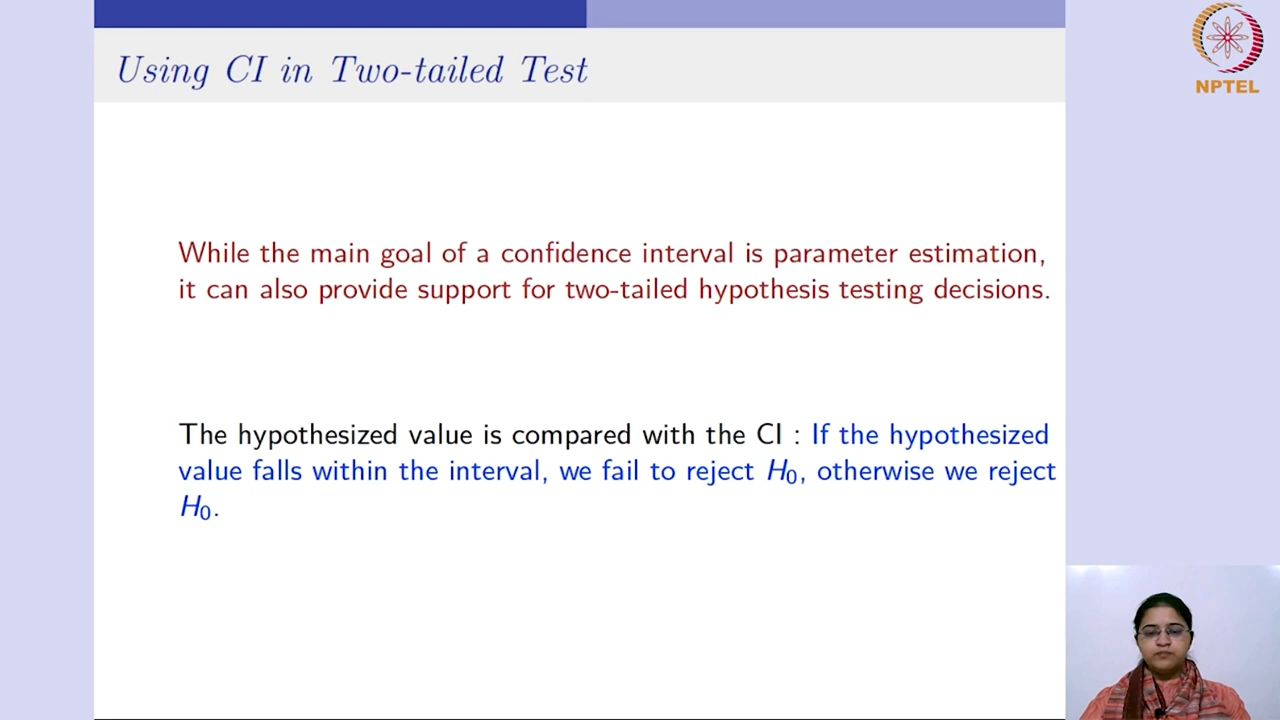 Using CI in Two-tailed Test
NPTEL
While the main goal of a confidence interval is parameter estimation,
it can also provide support for two-tailed hypothesis testing decisions.
The hypothesized value is compared with the CI : If the hypothesized
value falls within the interval, we fail to reject H₀, otherwise we reject
H₀.